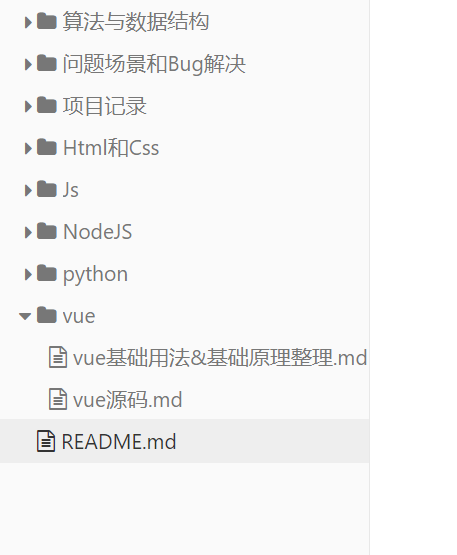 算法与数据结构
问题场景和Bug解决
项目记录
Html和Css
Js
NodeJS
python
vue
vue基础用法&基础原理整理.md
vue源码.md
README.md